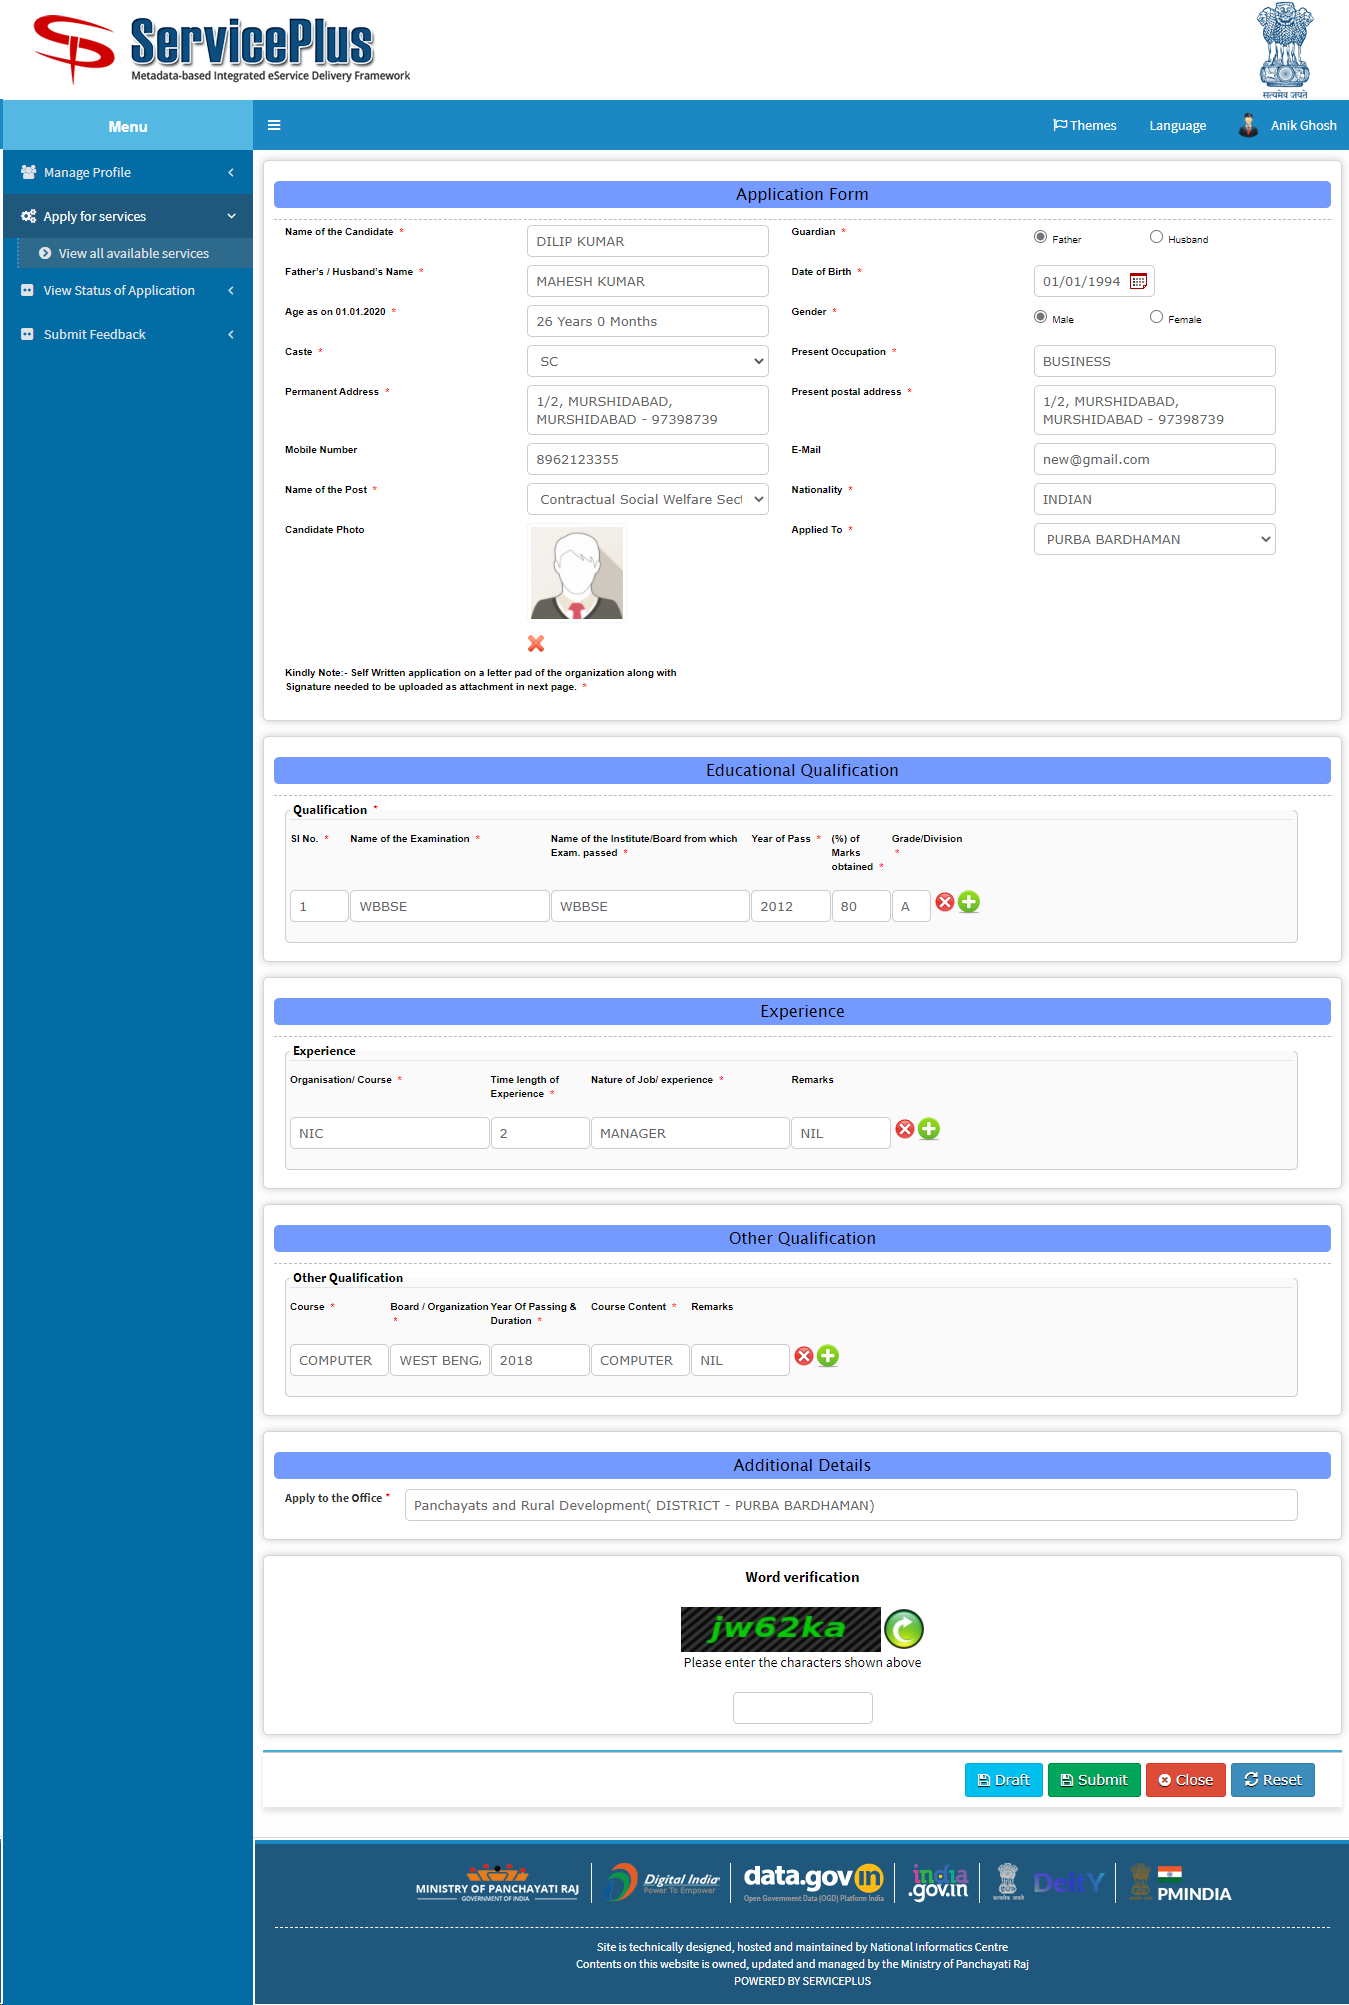 ServicePlus
Metadata-based Integrated eService Delivery Framework
सत्यमेव जयते
Menu
Themes Language Anik Ghosh
Manage Profile
Apply for services
View all available services
View Status of Application
Submit Feedback
Application Form
Name of the Candidate * DILIP KUMAR Guardian * Father Husband
Father's / Husband's Name * MAHESH KUMAR Date of Birth * 01/01/1994
Age as on 01.01.2020 * 26 Years 0 Months Gender * Male Female
Caste * SC Present Occupation * BUSINESS
Permanent Address * 1/2, MURSHIDABAD, Present postal address * 1/2, MURSHIDABAD,
MURSHIDABAD - 97398739 MURSHIDABAD - 97398739
Mobile Number 8962123355 E-Mail new@gmail.com
Name of the Post * Contractual Social Welfare Sect Nationality * INDIAN
Candidate Photo Applied To * PURBA BARDHAMAN
Kindly Note:- Self Written application on a letter pad of the organization along with
Signature needed to be uploaded as attachment in next page. *
Educational Qualification
Qualification *
Sl No. * Name of the Examination * Name of the Institute/Board from which Year of Pass * (%) of Grade/Division
Exam. passed * Marks *
obtained *
1 WBBSE WBBSE 2012 80 A
Experience
Experience
Organisation/ Course * Time length of Nature of Job/ experience * Remarks
Experience *
NIC 2 MANAGER NIL
Other Qualification
Other Qualification
Course * Board / Organization Year Of Passing & Course Content * Remarks
* Duration *
COMPUTER WEST BENG 2018 COMPUTER NIL
Additional Details
Apply to the Office * Panchayats and Rural Development( DISTRICT - PURBA BARDHAMAN)
Word verification
jw62ka
Please enter the characters shown above
Draft Submit Close Reset
MINISTRY OF PANCHAYATI RAJ
GOVERNMENT OF INDIA
Digital India
Power To Empower
data.gov in
Open Government Data (OGD) Platform India
india
.gov.in
सत्यमेव जयते
DeitY
PMINDIA
Site is technically designed, hosted and maintained by National Informatics Centre
Contents on this website is owned, updated and managed by the Ministry of Panchayati Raj
POWERED BY SERVICEPLUS